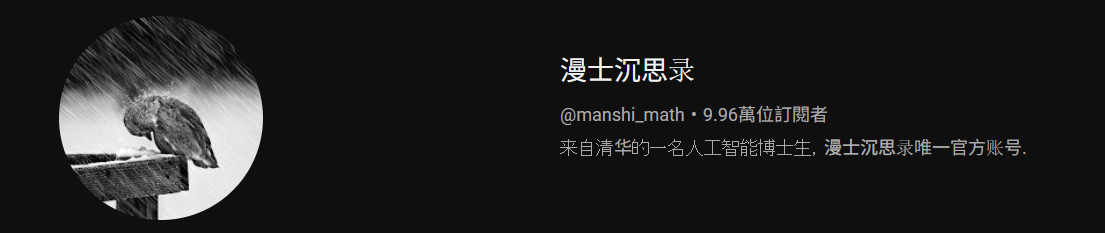 漫士沉思录
@manshi_math • 9.96萬位訂閱者
来自清华的一名人工智能博士生, 漫士沉思录唯一官方账号.